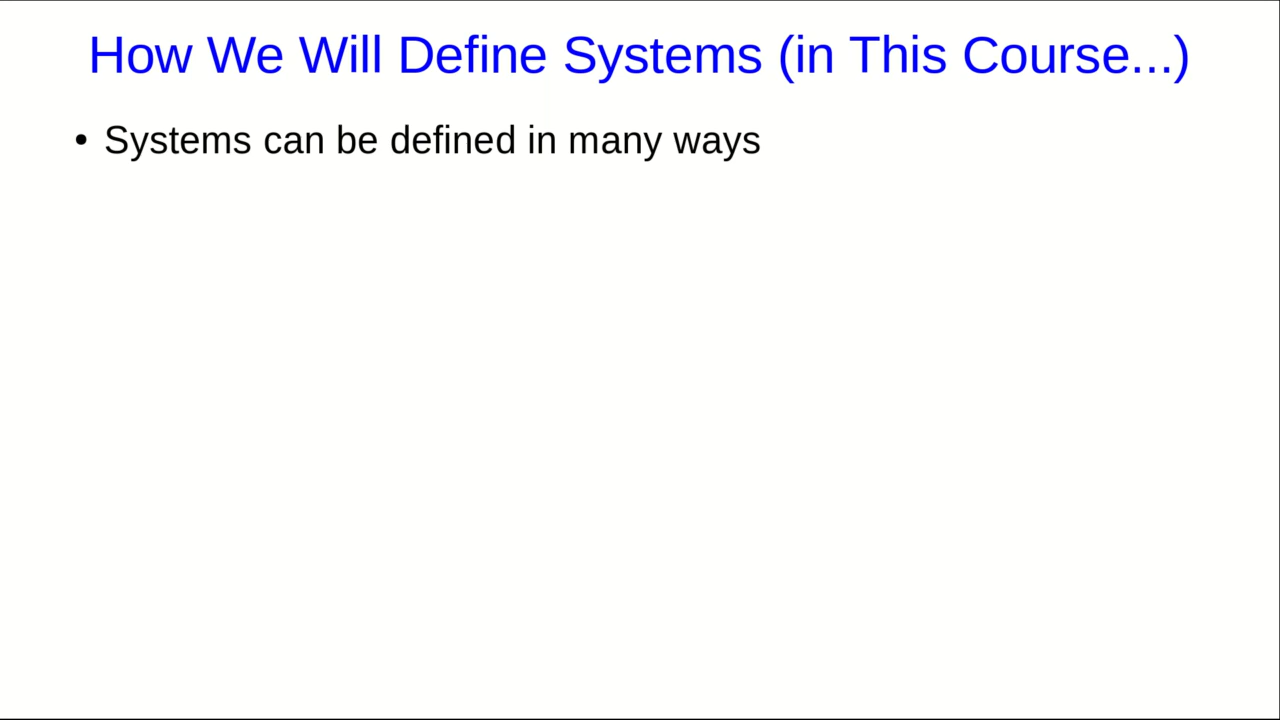 How We Will Define Systems (in This Course...)
• Systems can be defined in many ways